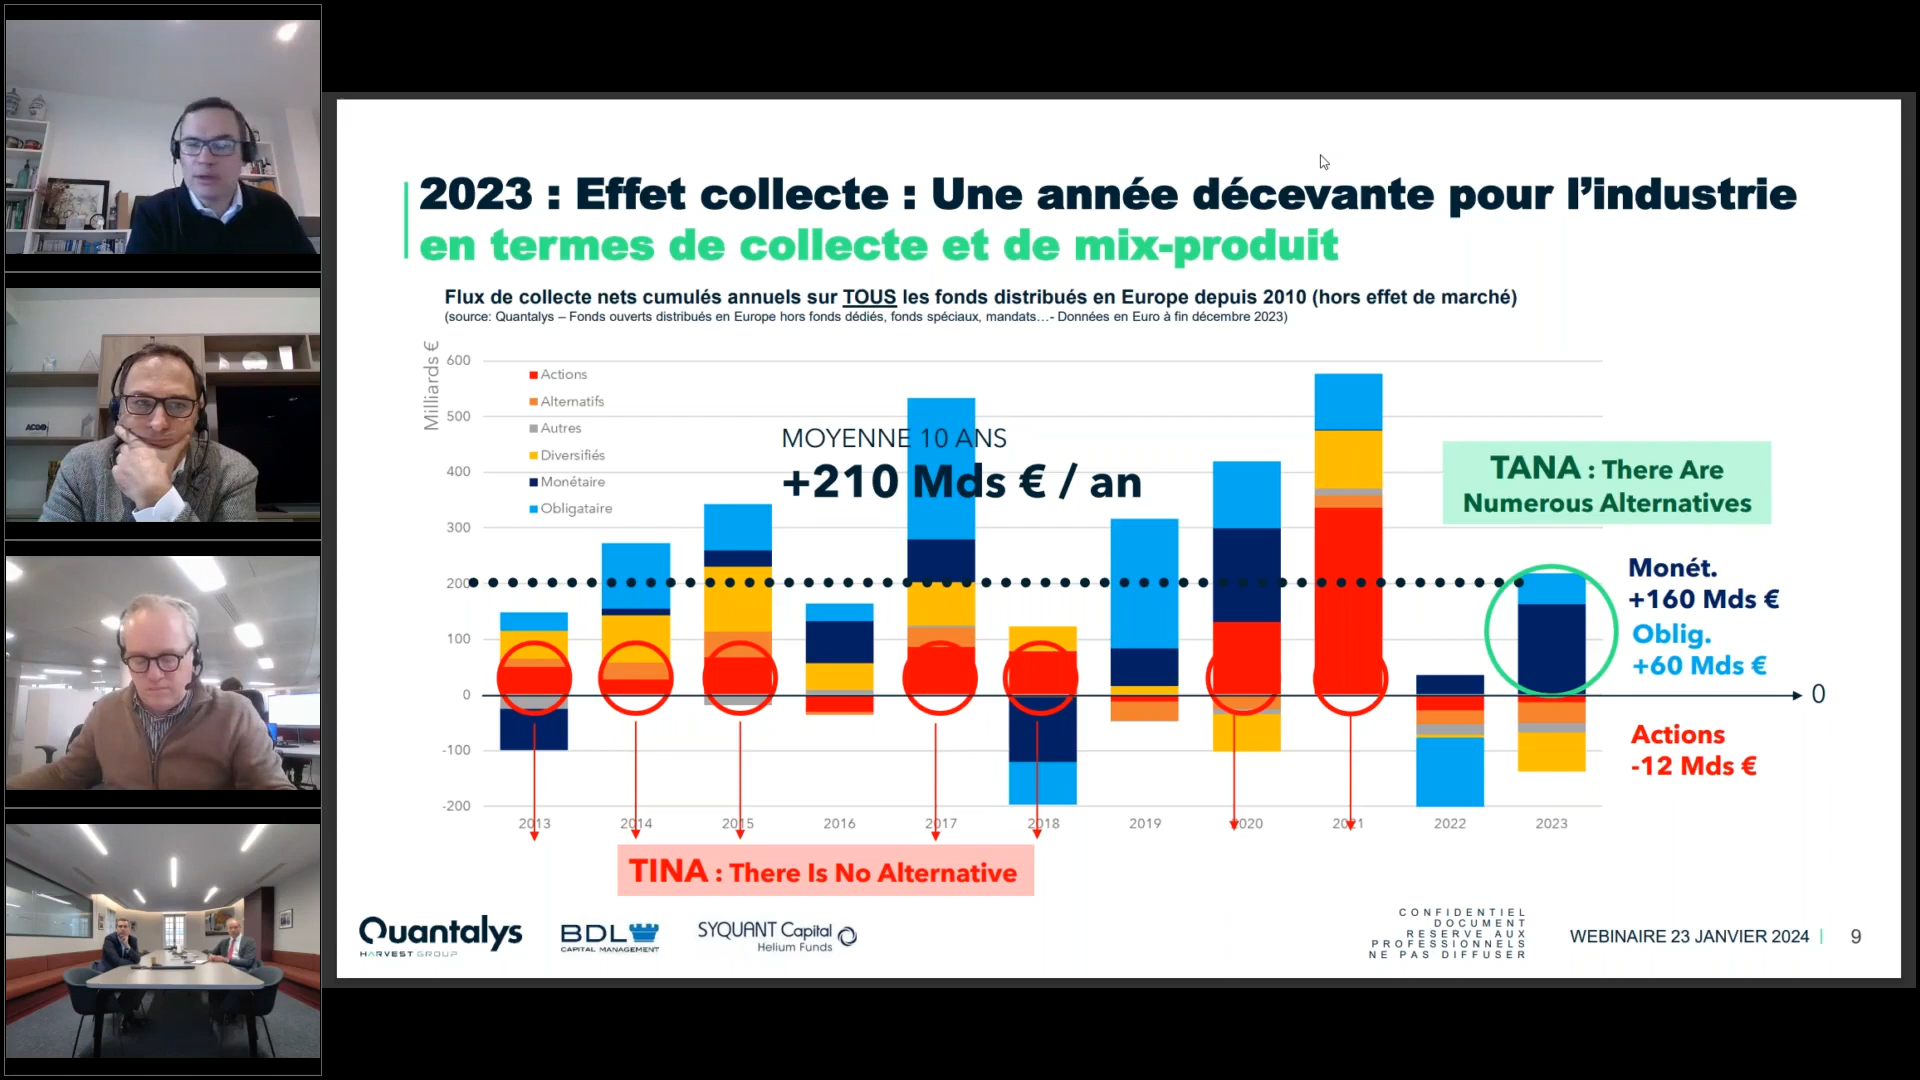 2023 : Effet collecte : Une année décevante pour l'industrie
en termes de collecte et de mix-produit
Flux de collecte nets cumulés annuels sur TOUS les fonds distribués en Europe depuis 2010 (hors effet de marché)
(source: Quantalys – Fonds ouverts distribués en Europe hors fonds dédiés, fonds spéciaux, mandats…- Données en Euro à fin décembre 2023)
Milliards €
600
500
400
300
200
100
0
-100
-200
Actions
Alternatifs
Autres
Diversifiés
Monétaire
Obligataire
MOYENNE 10 ANS
+210 Mds € / an
TANA : There Are
Numerous Alternatives
Monét.
+160 Mds €
Oblig.
+60 Mds €
0
Actions
-12 Mds €
2013 2014 2015 2016 2017 2018 2019 2020 2021 2022 2023
TINA : There Is No Alternative
Quantalys
HARVEST GROUP
BDL
CAPITAL MANAGEMENT
SYQUANT Capital
Helium Funds
CONFIDENTIEL
DOCUMENT
RESERVE AUX
PROFESSIONNELS
NE PAS DIFFUSER
WEBINAIRE 23 JANVIER 2024 | 9